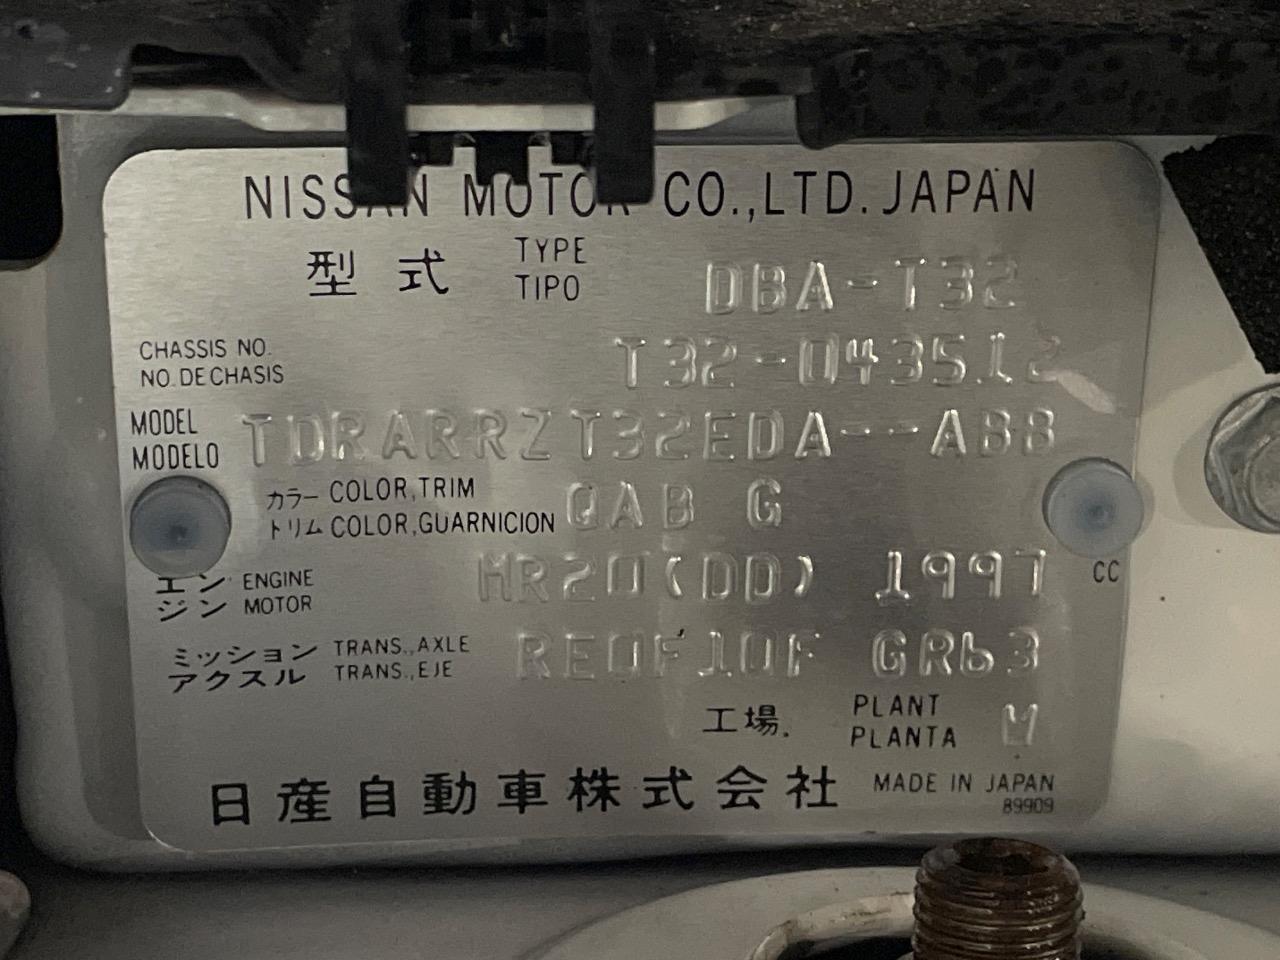 NISSAN MOTOR CO.,LTD. JAPAN
型式 TYPE TIPO DBA-T32
CHASSIS NO. T32-043512
NO. DE CHASIS
MODEL TDRARRZT32EDA--ABB
MODELO
カラー COLOR,TRIM QAB G
トリム COLOR,GUARNICION
エン ENGINE MR20(DD) 1997 CC
ジン MOTOR
ミッション TRANS.,AXLE RE0F10F GR63
アクスル TRANS.,EJE
工場. PLANT M
PLANTA
日産自動車株式会社 MADE IN JAPAN
89909